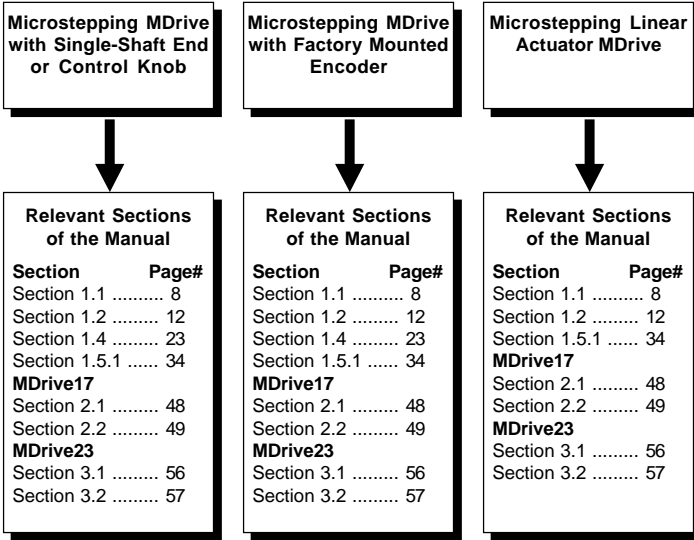 Microstepping MDrive
with Single-Shaft End
or Control Knob
Relevant Sections
of the Manual
Section Page#
Section 1.1 .......... 8
Section 1.2 ......... 12
Section 1.4 ......... 23
Section 1.5.1 ...... 34
MDrive17
Section 2.1 ......... 48
Section 2.2 ......... 49
MDrive23
Section 3.1 ......... 56
Section 3.2 ......... 57
Microstepping MDrive
with Factory Mounted
Encoder
Relevant Sections
of the Manual
Section Page#
Section 1.1 .......... 8
Section 1.2 ......... 12
Section 1.4 ......... 23
Section 1.5.1 ...... 34
MDrive17
Section 2.1 ......... 48
Section 2.2 ......... 49
MDrive23
Section 3.1 ......... 56
Section 3.2 ......... 57
Microstepping Linear
Actuator MDrive
Relevant Sections
of the Manual
Section Page#
Section 1.1 .......... 8
Section 1.2 ......... 12
Section 1.5.1 ...... 34
MDrive17
Section 2.1 ......... 48
Section 2.2 ......... 49
MDrive23
Section 3.1 ......... 56
Section 3.2 ......... 57